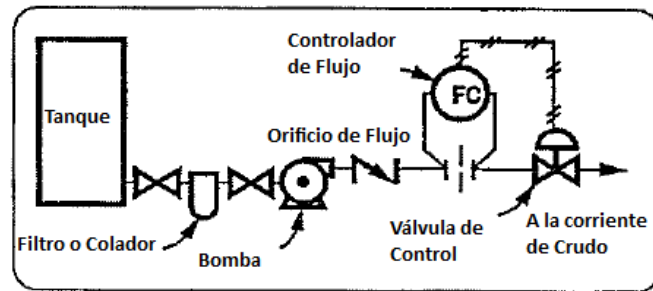 Controlador
de Flujo
FC
Tanque
Orificio de Flujo
Filtro o Colador
Bomba
Válvula de
Control
A la corriente
de Crudo